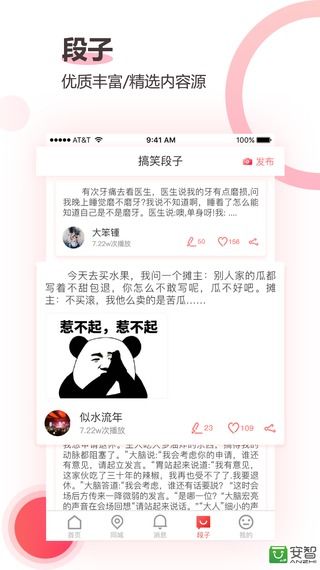 段子
优质丰富/精选内容源
AT&T
9:41 AM
搞笑段子
发布
有次牙痛去看医生，医生说我的牙有点磨损,问
我晚上睡觉磨不磨牙?我说不知道啊，睡着了怎么能
知道自己是不是磨牙。医生说:噢,单身呀!我: ....
大笨锤
7.22w次播放
50
158
今天去买水果，我问一个摊主：别人家的瓜都
写着不甜包退，你怎么不敢写呢，瓜不好吧。摊
主：不买滚，我他么卖的是苦瓜……
惹不起，惹不起
似水流年
7.22w次播放
23
109
动脉都阻塞了。"大脑说:"我会考虑你的申请，谁还
有意见，请起立发言。"胃站起来说道:"我有意见，
这家伙吃了三十年的辣椒，我再也受不了了.我要退
休。"大脑答道:"我会考虑，谁还有话要说？"这时会
场后方传来一降微弱的发言。"是哪一位？"大脑宏亮
的声音在会场回想"请站起来说话。""大人"细小的声
首页
同城
消息
段子
我的
安智
ANZHI